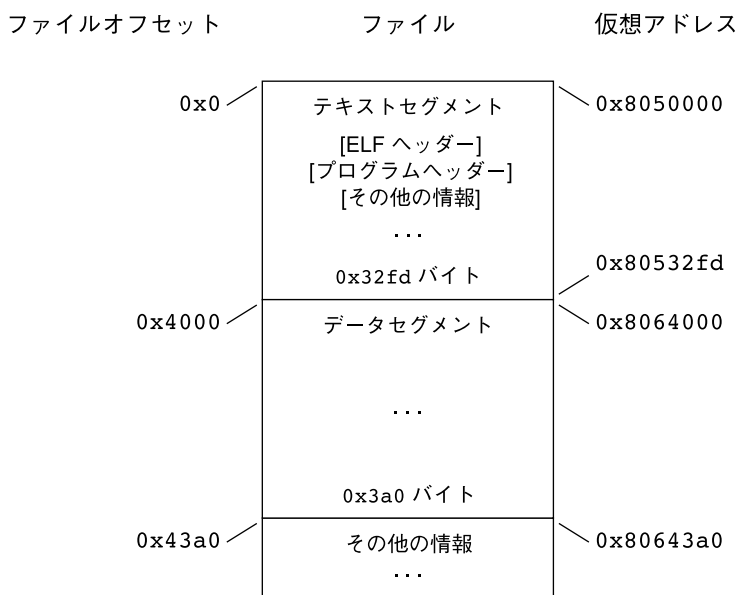 ファイルオフセット ファイル 仮想アドレス
0x0 テキストセグメント 0x8050000
[ELF ヘッダー]
[プログラムヘッダー]
[その他の情報]
...
0x80532fd
0x32fd バイト
0x4000 データセグメント 0x8064000
...
0x3a0 バイト
0x43a0 その他の情報 0x80643a0
...